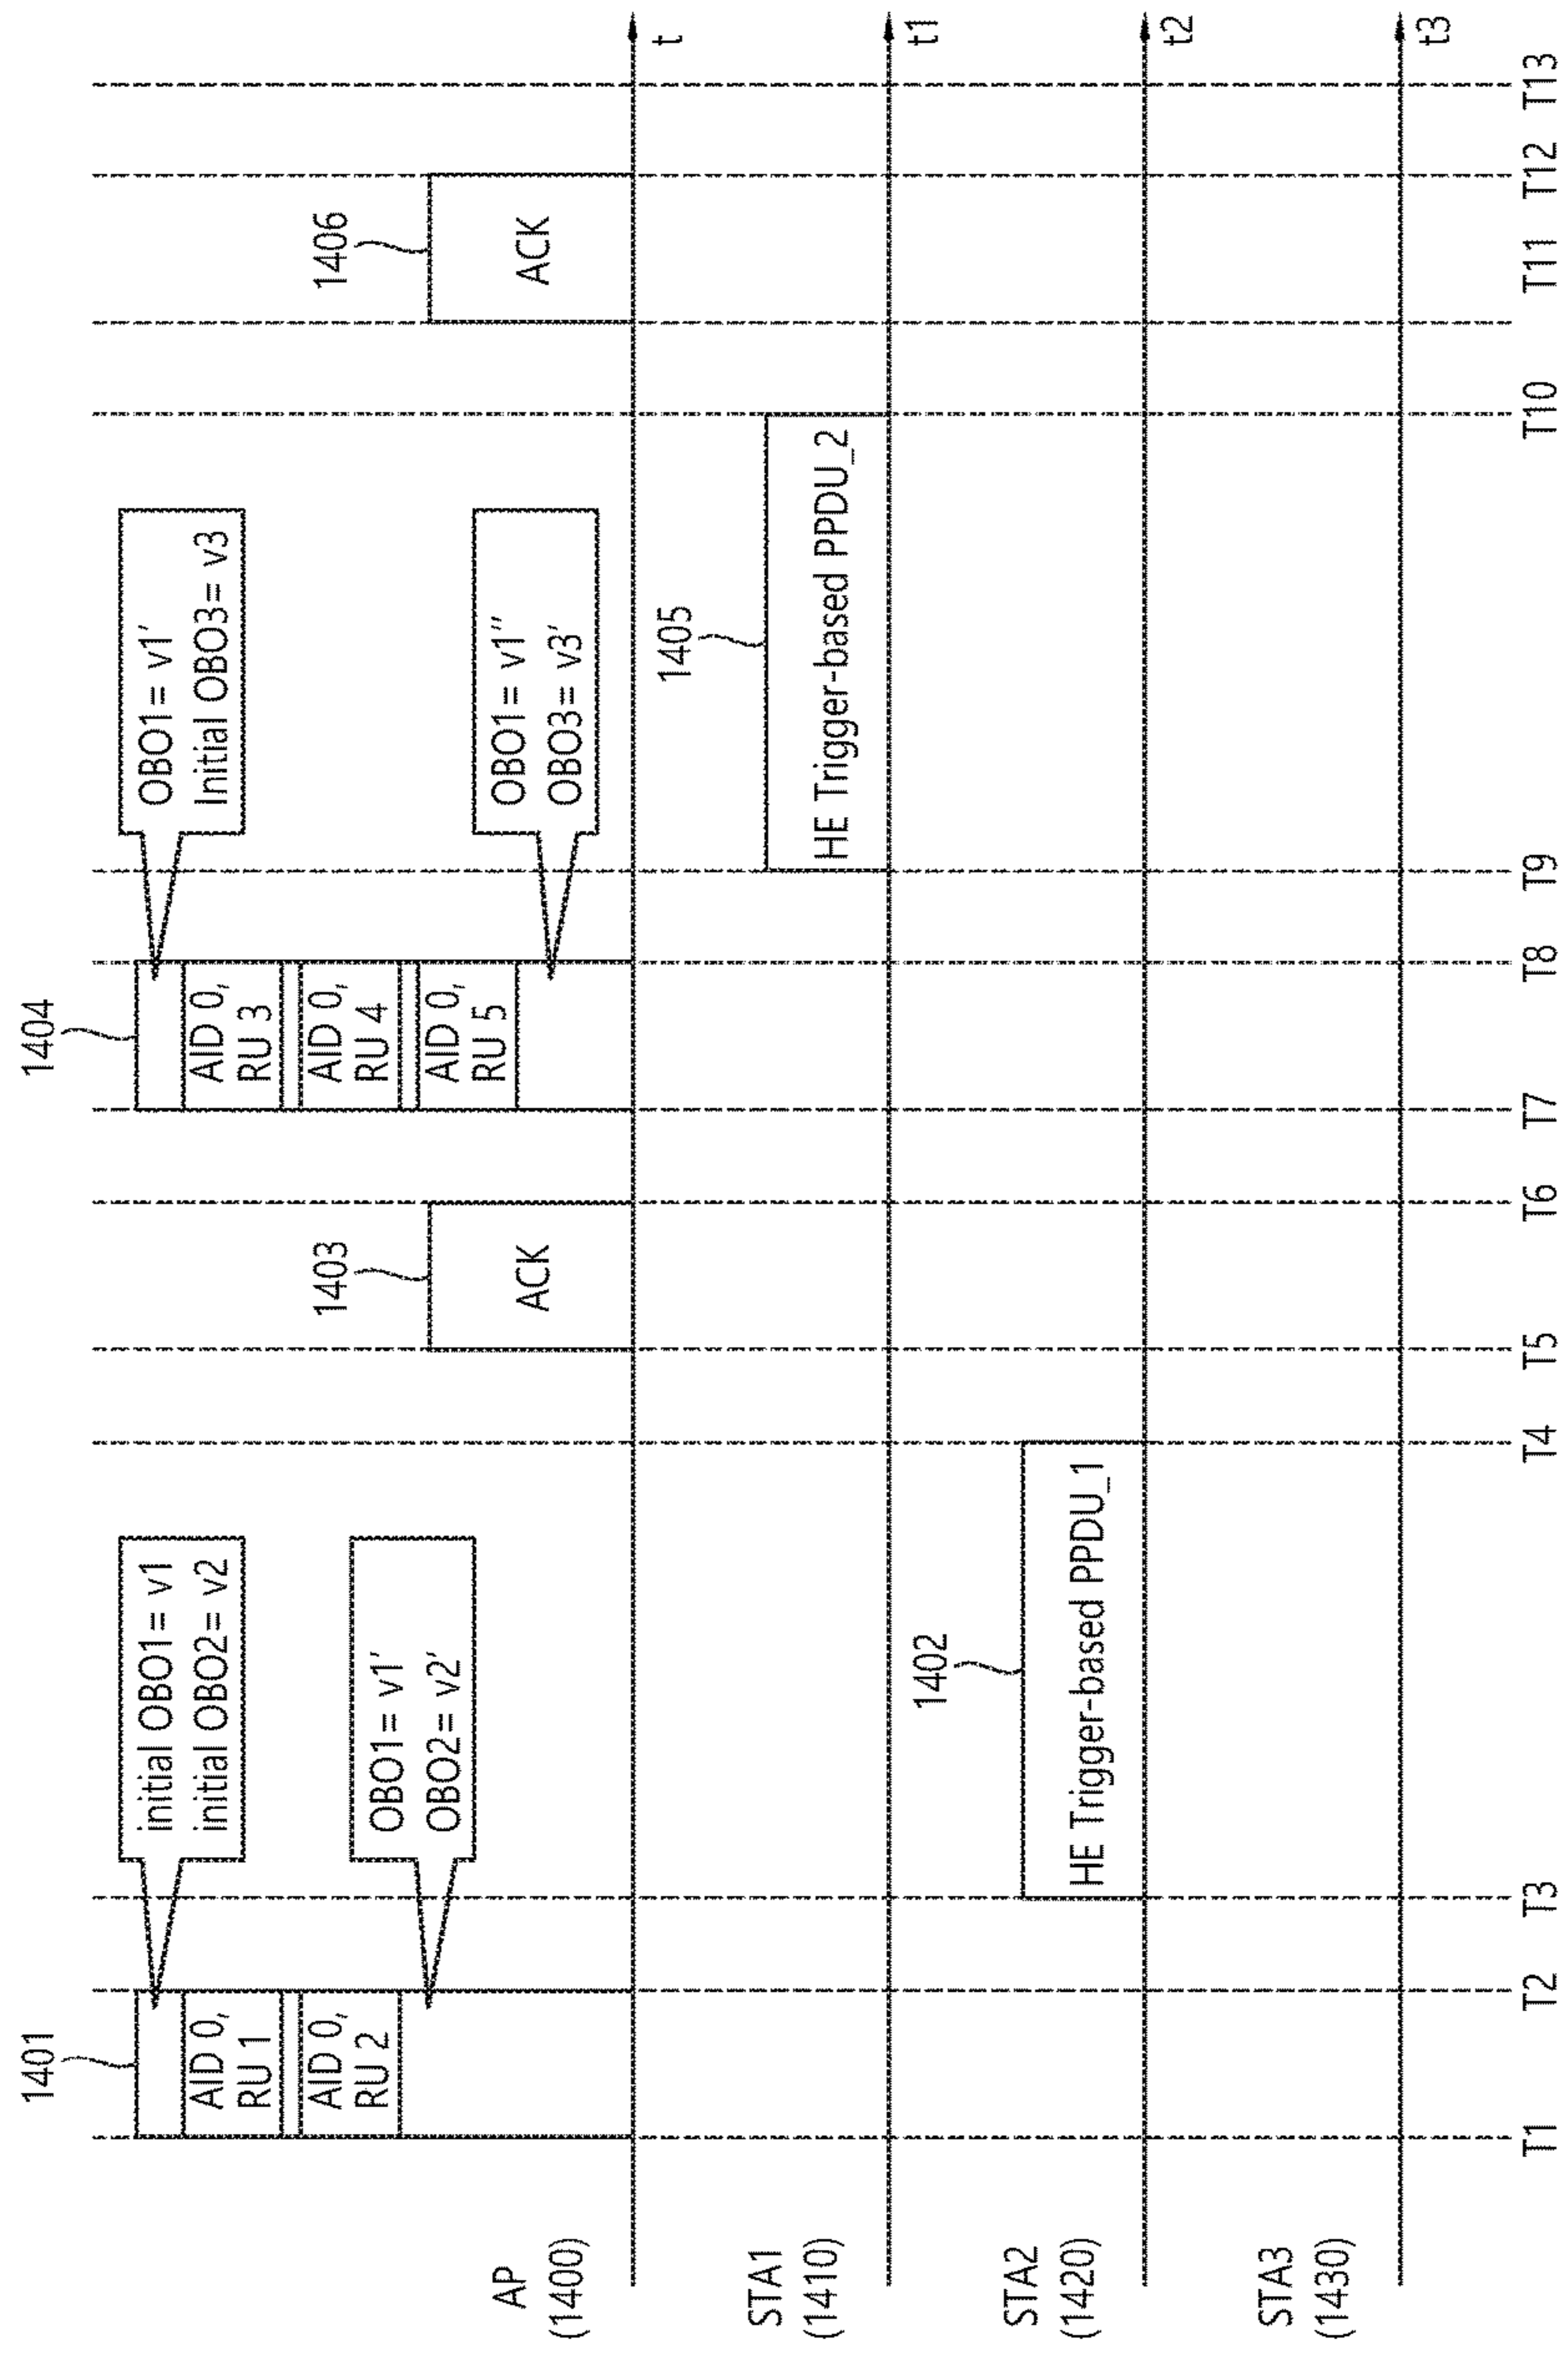 1401
AID 0,
RU 1
AID 0,
RU 2
initial OBO1= v1
initial OBO2= v2
OBO1= v1'
OBO2= v2'
1403
ACK
1404
AID 0,
RU 3
AID 0,
RU 4
AID 0,
RU 5
OBO1= v1'
Initial OBO3= v3
OBO1= v1''
OBO3= v3'
1406
ACK
AP
(1400)
t
1405
HE Trigger-based PPDU_2
STA1
(1410)
t1
1402
HE Trigger-based PPDU_1
STA2
(1420)
t2
STA3
(1430)
t3
T1
T2
T3
T4
T5
T6
T7
T8
T9
T10
T11
T12
T13